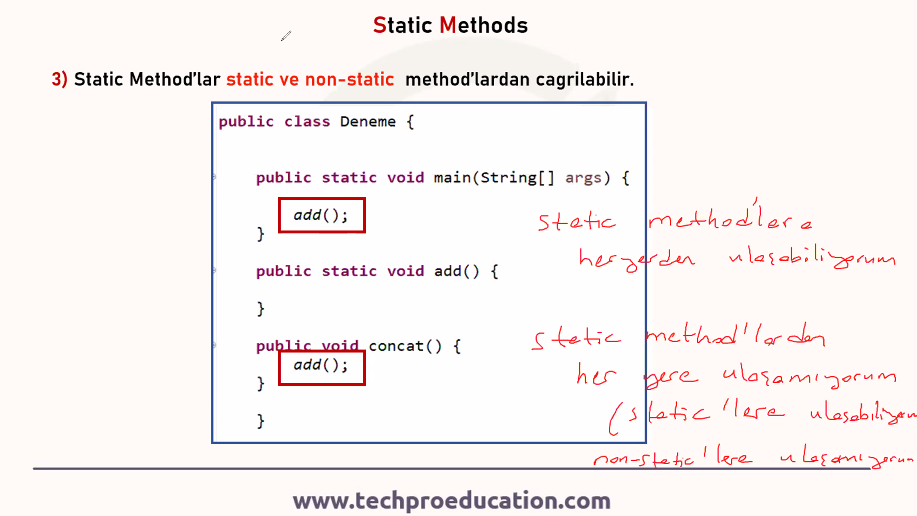 Static Methods
3) Static Method'lar static ve non-static method'lardan cagrilabilir.
public class Deneme {
public static void main(String[] args) {
add();
}
public static void add() {
}
public void concat() {
add();
}
}
static method'lara
heryerden ulaşabiliyorum
static method'lardan
her yere ulaşamıyorum
(static'lere ulaşabiliyorum
non-static'lere ulaşamıyorum
www.techproeducation.com